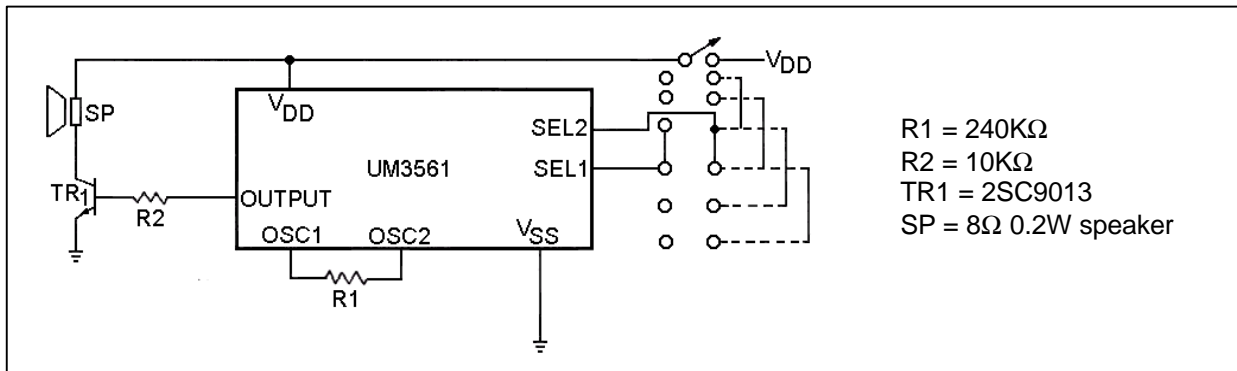 SP
VDD
VDD
SEL2
UM3561
SEL1
TR1
R2
OUTPUT
OSC1
OSC2
VSS
R1
R1 = 240KΩ
R2 = 10KΩ
TR1 = 2SC9013
SP = 8Ω 0.2W speaker